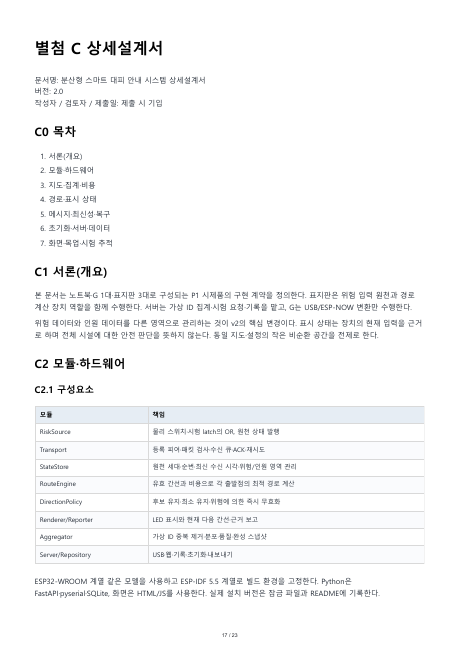 별첨 C 상세설계서
문서명: 분산형 스마트 대피 안내 시스템 상세설계서
버전: 2.0
작성자 / 검토자 / 제출일: 제출 시 기입
C0 목차
1. 서론(개요)
2. 모듈·하드웨어
3. 지도·집계·비용
4. 경로·표시 상태
5. 메시지·최신성·복구
6. 초기화·서버·데이터
7. 화면·목업·시험 추적
C1 서론(개요)
본 문서는 노트북·G 1대·표지판 3대로 구성되는 P1 시제품의 구현 계약을 정의한다. 표지판은 위험 입력 원천과 경로
계산 장치 역할을 함께 수행한다. 서버는 가상 ID 집계·시험 요청·기록을 맡고, G는 USB/ESP-NOW 변환만 수행한다.
위험 데이터와 인원 데이터를 다른 영역으로 관리하는 것이 v2의 핵심 변경이다. 표시 상태는 장치의 현재 입력을 근거
로 하며 전체 시설에 대한 안전 판단을 뜻하지 않는다. 동일 지도·설정의 작은 비순환 공간을 전제로 한다.
C2 모듈·하드웨어
C2.1 구성요소
모듈 책임
RiskSource 물리 스위치·시험 latch의 OR, 원천 상태 발행
Transport 등록 피어·패킷 검사·수신 큐·ACK·재시도
StateStore 원천 세대·순번·최신 수신 시각·위험/인원 영역 관리
RouteEngine 유효 간선과 비용으로 각 출발점의 최적 경로 계산
DirectionPolicy 후보 유지·최소 유지·위험에 의한 즉시 무효화
Renderer/Reporter LED 표시와 현재 다음 간선·근거 보고
Aggregator 가상 ID 중복 제거·분포·품질·완성 스냅샷
Server/Repository USB·웹·기록·초기화·내보내기
ESP32-WROOM 계열 같은 모델을 사용하고 ESP-IDF 5.5 계열로 빌드 환경을 고정한다. Python은
FastAPI·pyserial·SQLite, 화면은 HTML/JS를 사용한다. 실제 설치 버전은 잠금 파일과 README에 기록한다.
17 / 23